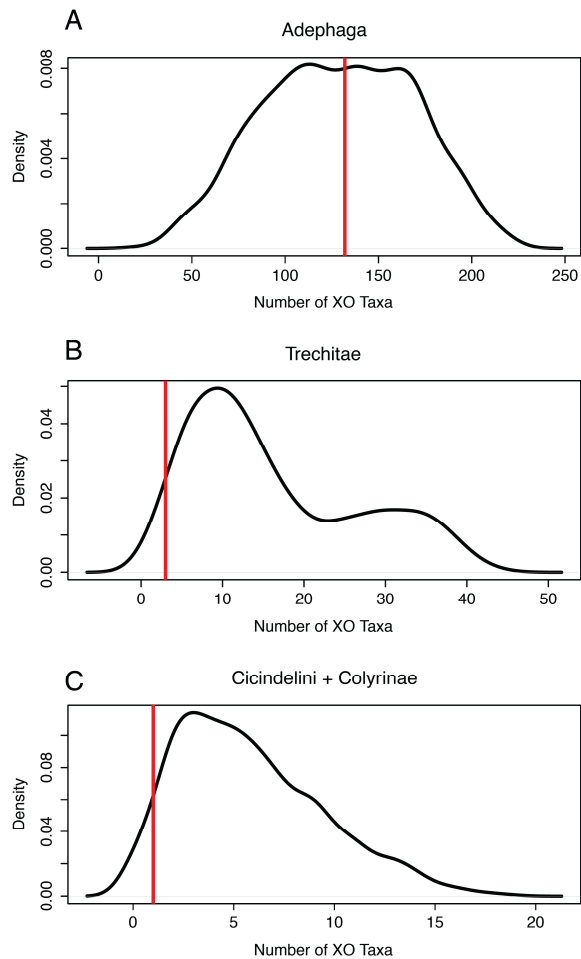 A
Adephaga
Density
0.000
0.004
0.008
0
50
100
150
200
250
Number of XO Taxa
B
Trechitae
Density
0.00
0.02
0.04
0
10
20
30
40
50
Number of XO Taxa
C
Cicindelini + Colyrinae
Density
0.00
0.04
0.08
0
5
10
15
20
Number of XO Taxa